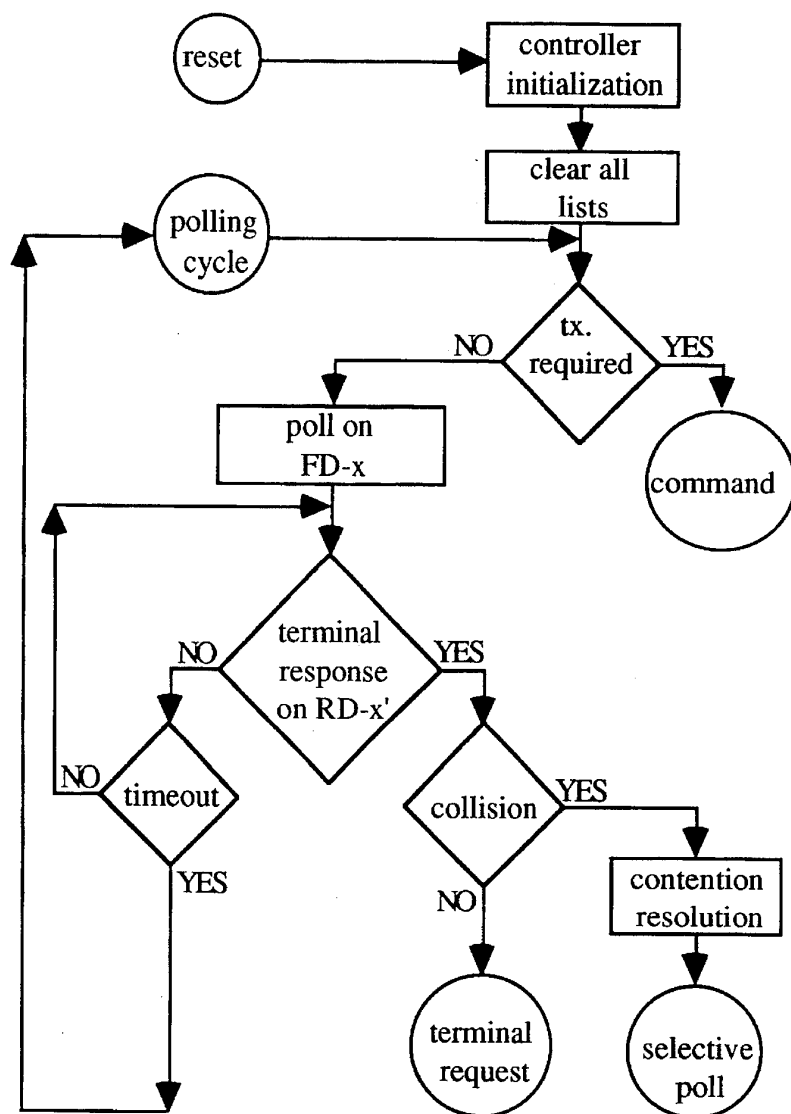 reset
controller
initialization
clear all
lists
polling
cycle
tx.
required
NO
YES
poll on
FD-x
command
terminal
response
on RD-x'
NO
YES
timeout
NO
YES
collision
YES
NO
contention
resolution
terminal
request
selective
poll